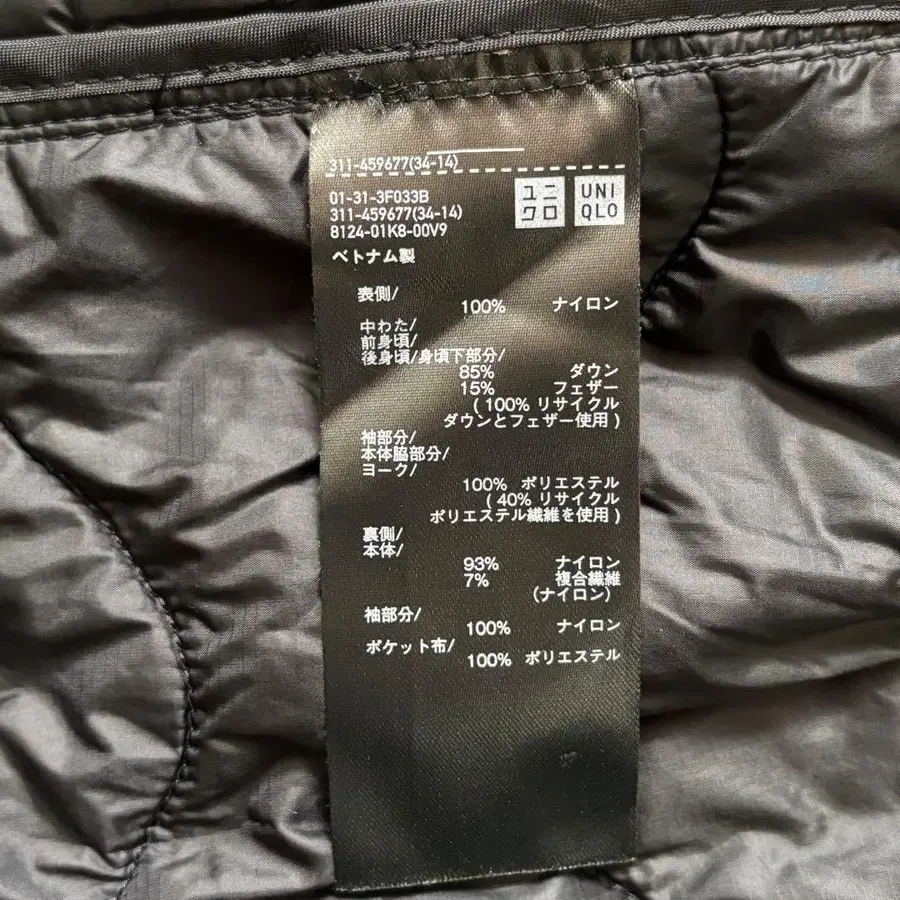 311-459677(34-14)
01-31-3F033B
311-459677(34-14)
8124-01K8-00V9
ユニ
クロ
UNI
QLO
ベトナム製
表側/
100% ナイロン
中わた/
前身頃/
後身頃/身頃下部分/
85% ダウン
15% フェザー
( 100% リサイクル
ダウンとフェザー使用 )
袖部分/
本体脇部分/
ヨーク/
100% ポリエステル
( 40% リサイクル
ポリエステル繊維を使用 )
裏側/
本体/
93% ナイロン
7% 複合繊維
(ナイロン)
袖部分/
100% ナイロン
ポケット布/
100% ポリエステル